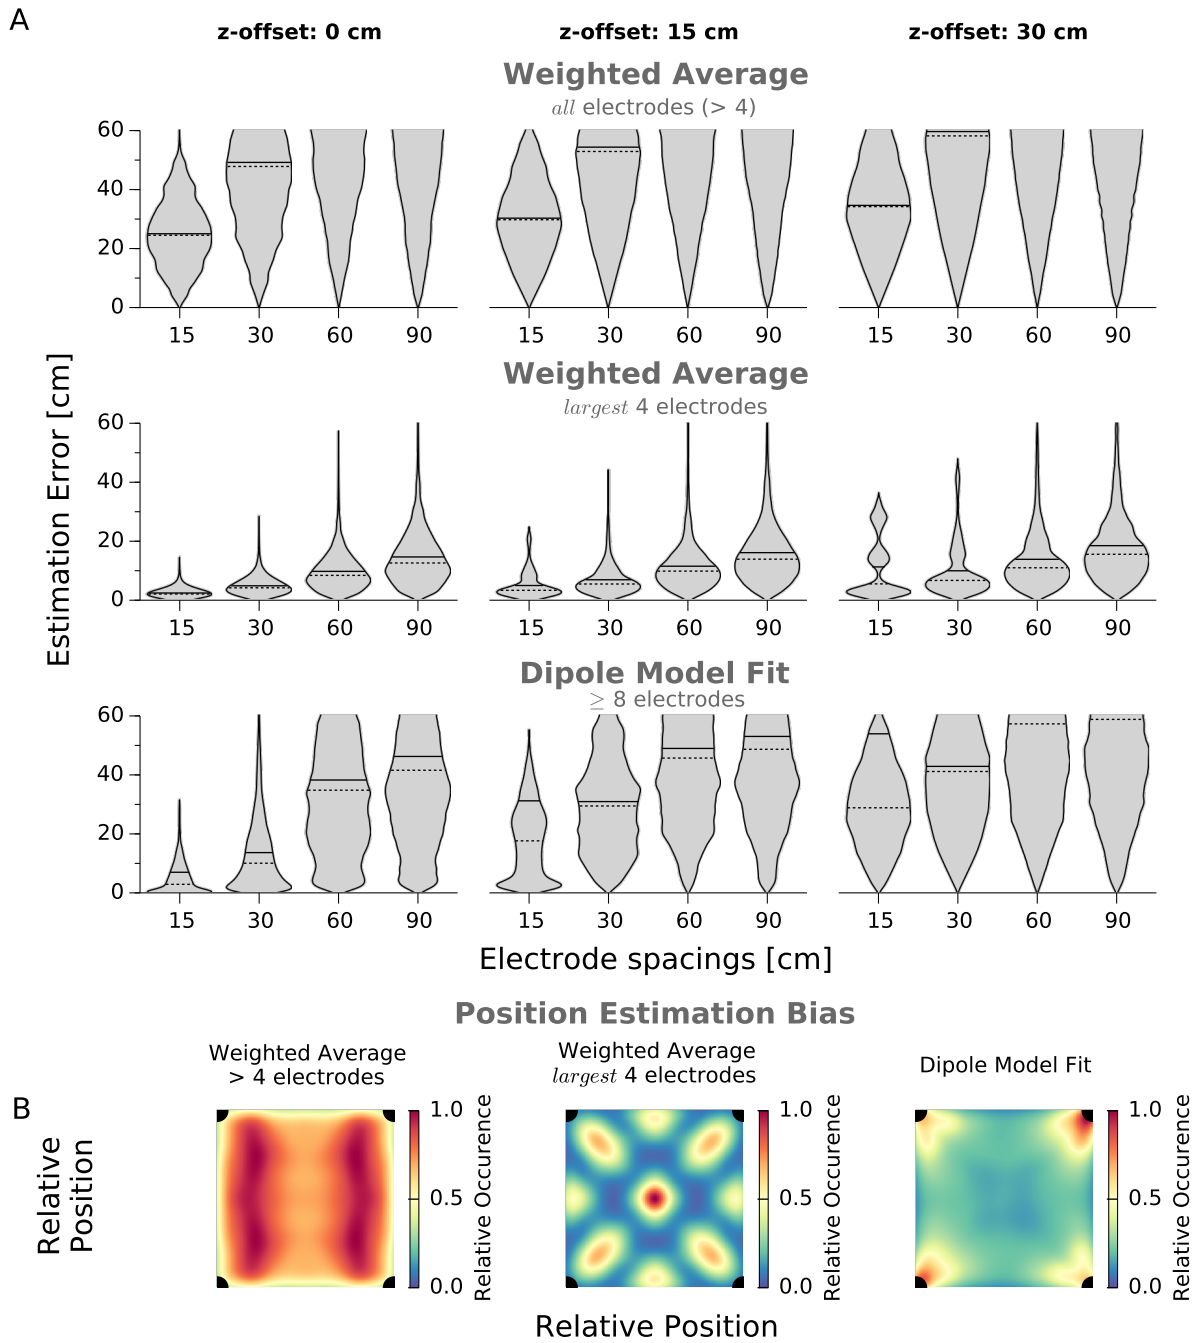 A
z-offset: 0 cm
z-offset: 15 cm
z-offset: 30 cm
Weighted Average
all electrodes (> 4)
60
40
20
0
15 30 60 90
15 30 60 90
15 30 60 90
Weighted Average
largest 4 electrodes
60
40
20
0
15 30 60 90
15 30 60 90
15 30 60 90
Estimation Error [cm]
Dipole Model Fit
≥ 8 electrodes
60
40
20
0
15 30 60 90
15 30 60 90
15 30 60 90
Electrode spacings [cm]
Position Estimation Bias
B
Relative
Position
Weighted Average
> 4 electrodes
1.0
0.5
0.0
Relative Occurence
Weighted Average
largest 4 electrodes
1.0
0.5
0.0
Relative Occurence
Dipole Model Fit
1.0
0.5
0.0
Relative Occurence
Relative Position